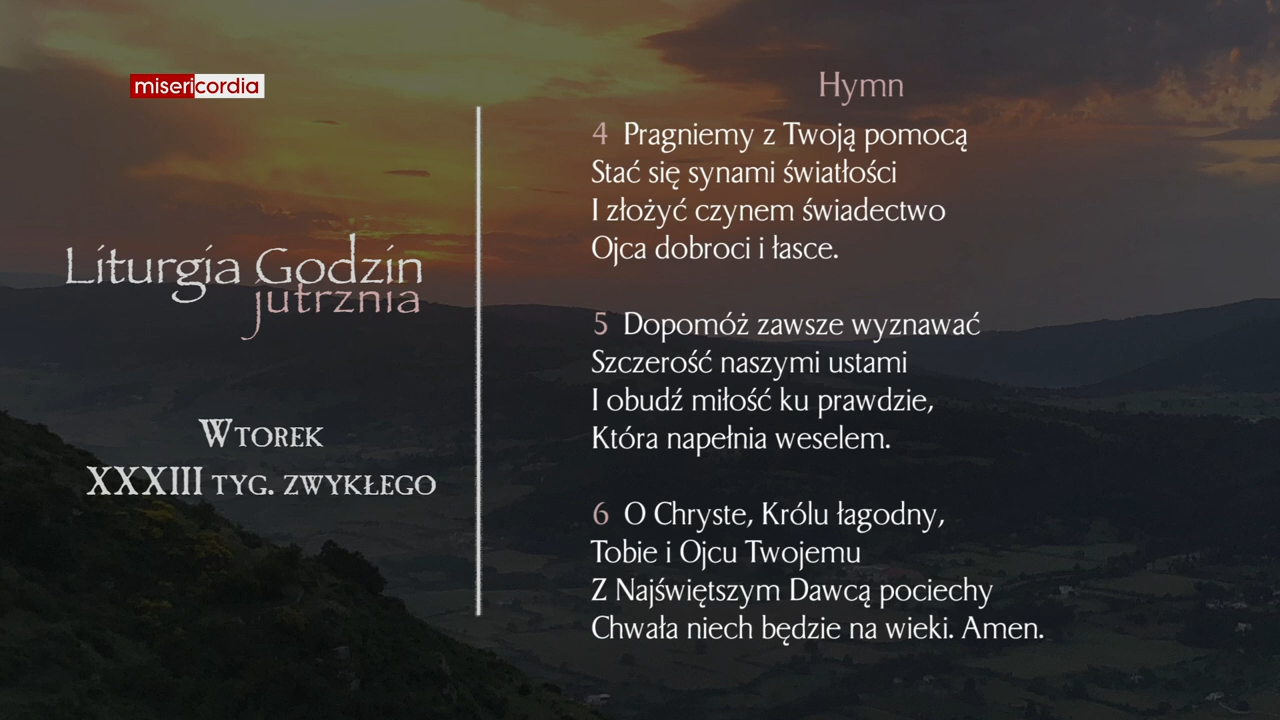 misericordia
Liturgia Godzin
jutrznia
Wtorek
XXXIII tyg. zwykłego
Hymn
4 Pragniemy z Twoją pomocą
Stać się synami światłości
I złożyć czynem świadectwo
Ojca dobroci i łasce.
5 Dopomóż zawsze wyznawać
Szczerość naszymi ustami
I obudź miłość ku prawdzie,
Która napełnia weselem.
6 O Chryste, Królu łagodny,
Tobie i Ojcu Twojemu
Z Najświętszym Dawcą pociechy
Chwała niech będzie na wieki. Amen.